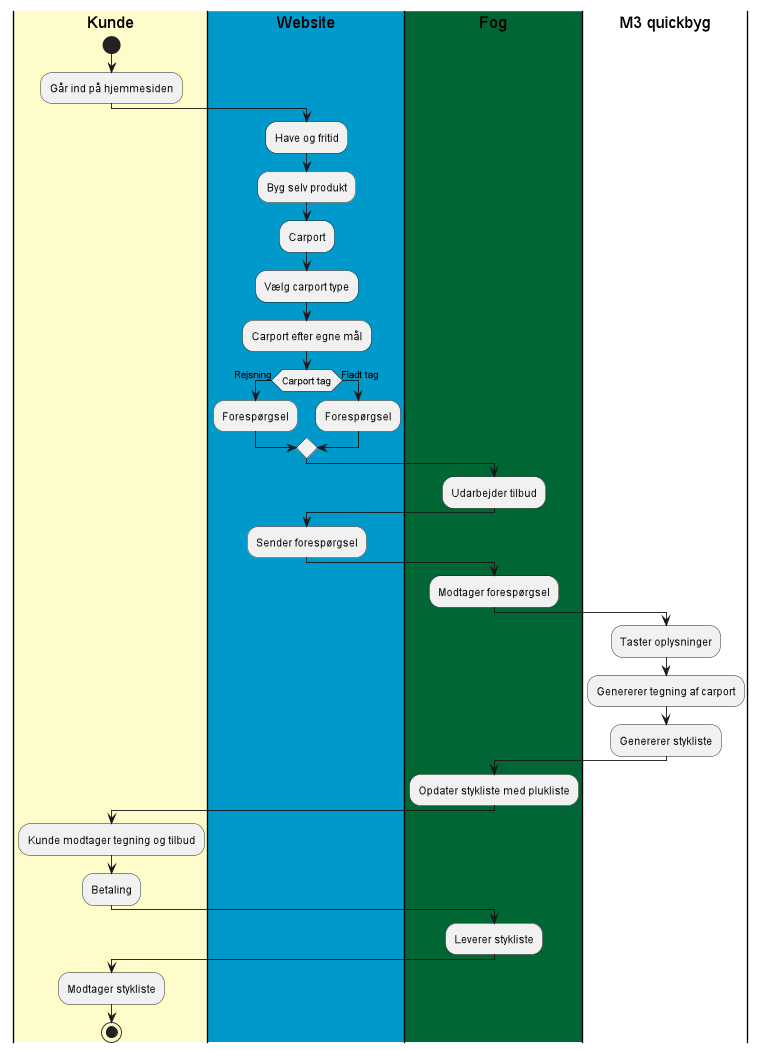 Kunde
Website
Fog
M3 quickbyg
Går ind på hjemmesiden
Have og fritid
Byg selv produkt
Carport
Vælg carport type
Carport efter egne mål
Rejsning
Carport tag
Fladt tag
Forespørgsel
Forespørgsel
Udarbejder tilbud
Sender forespørgsel
Modtager forespørgsel
Taster oplysninger
Genererer tegning af carport
Genererer stykliste
Opdater stykliste med plukliste
Kunde modtager tegning og tilbud
Betaling
Leverer stykliste
Modtager stykliste